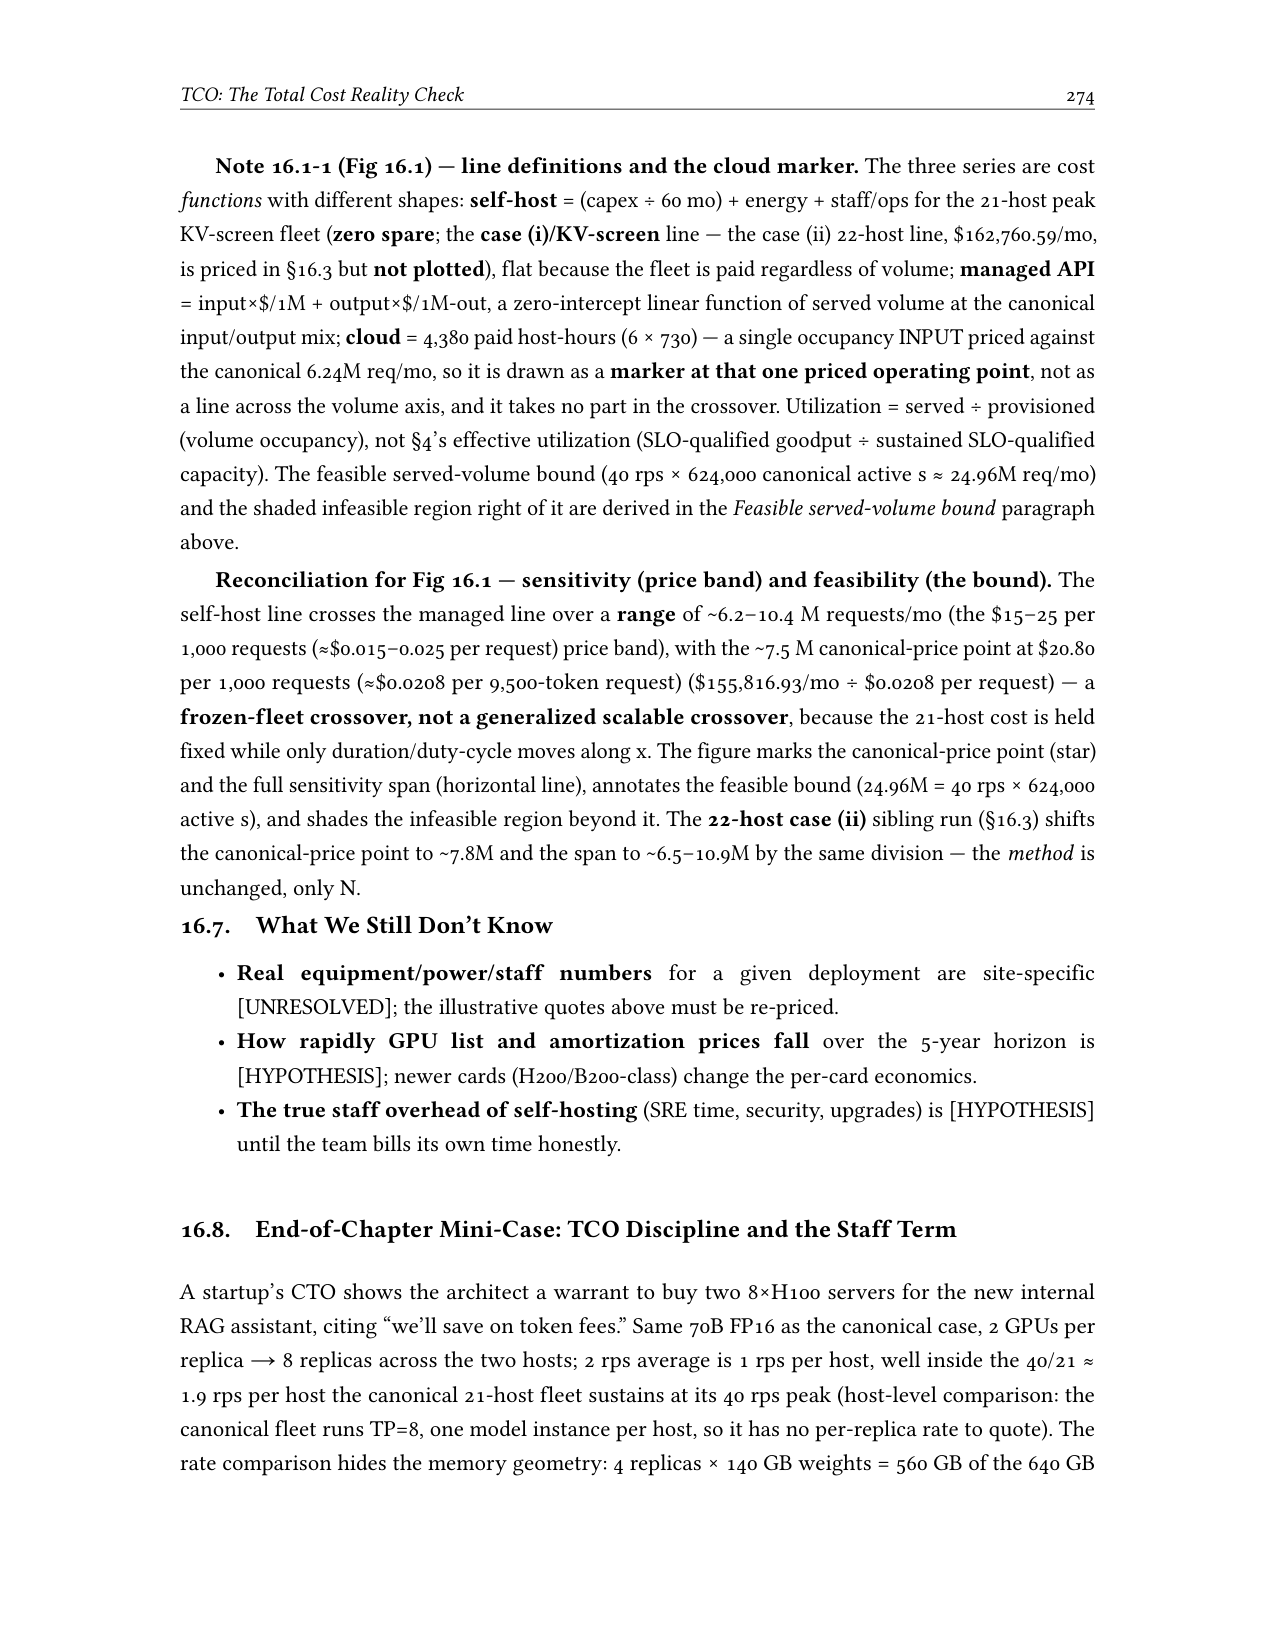 TCO: The Total Cost Reality Check 274
Note 16.1-1 (Fig 16.1) — line definitions and the cloud marker. The three series are cost
functions with different shapes: self-host = (capex ÷ 60 mo) + energy + staff/ops for the 21-host peak
KV-screen fleet (zero spare; the case (i)/KV-screen line — the case (ii) 22-host line, $162,760.59/mo,
is priced in §16.3 but not plotted), flat because the fleet is paid regardless of volume; managed API
= input×$/1M + output×$/1M-out, a zero-intercept linear function of served volume at the canonical
input/output mix; cloud = 4,380 paid host-hours (6 × 730) — a single occupancy INPUT priced against
the canonical 6.24M req/mo, so it is drawn as a marker at that one priced operating point, not as
a line across the volume axis, and it takes no part in the crossover. Utilization = served ÷ provisioned
(volume occupancy), not §4’s effective utilization (SLO-qualified goodput ÷ sustained SLO-qualified
capacity). The feasible served-volume bound (40 rps × 624,000 canonical active s ≈ 24.96M req/mo)
and the shaded infeasible region right of it are derived in the Feasible served-volume bound paragraph
above.
Reconciliation for Fig 16.1 — sensitivity (price band) and feasibility (the bound). The
self-host line crosses the managed line over a range of ~6.2–10.4 M requests/mo (the $15–25 per
1,000 requests (≈$0.015–0.025 per request) price band), with the ~7.5 M canonical-price point at $20.80
per 1,000 requests (≈$0.0208 per 9,500-token request) ($155,816.93/mo ÷ $0.0208 per request) — a
frozen-fleet crossover, not a generalized scalable crossover, because the 21-host cost is held
fixed while only duration/duty-cycle moves along x. The figure marks the canonical-price point (star)
and the full sensitivity span (horizontal line), annotates the feasible bound (24.96M = 40 rps × 624,000
active s), and shades the infeasible region beyond it. The 22-host case (ii) sibling run (§16.3) shifts
the canonical-price point to ~7.8M and the span to ~6.5–10.9M by the same division — the method is
unchanged, only N.
16.7. What We Still Don’t Know
• Real equipment/power/staff numbers for a given deployment are site-specific
[UNRESOLVED]; the illustrative quotes above must be re-priced.
• How rapidly GPU list and amortization prices fall over the 5-year horizon is
[HYPOTHESIS]; newer cards (H200/B200-class) change the per-card economics.
• The true staff overhead of self-hosting (SRE time, security, upgrades) is [HYPOTHESIS]
until the team bills its own time honestly.
16.8. End-of-Chapter Mini-Case: TCO Discipline and the Staff Term
A startup’s CTO shows the architect a warrant to buy two 8×H100 servers for the new internal
RAG assistant, citing “we’ll save on token fees.” Same 70B FP16 as the canonical case, 2 GPUs per
replica ⟶ 8 replicas across the two hosts; 2 rps average is 1 rps per host, well inside the 40/21 ≈
1.9 rps per host the canonical 21-host fleet sustains at its 40 rps peak (host-level comparison: the
canonical fleet runs TP=8, one model instance per host, so it has no per-replica rate to quote). The
rate comparison hides the memory geometry: 4 replicas × 140 GB weights = 560 GB of the 640 GB